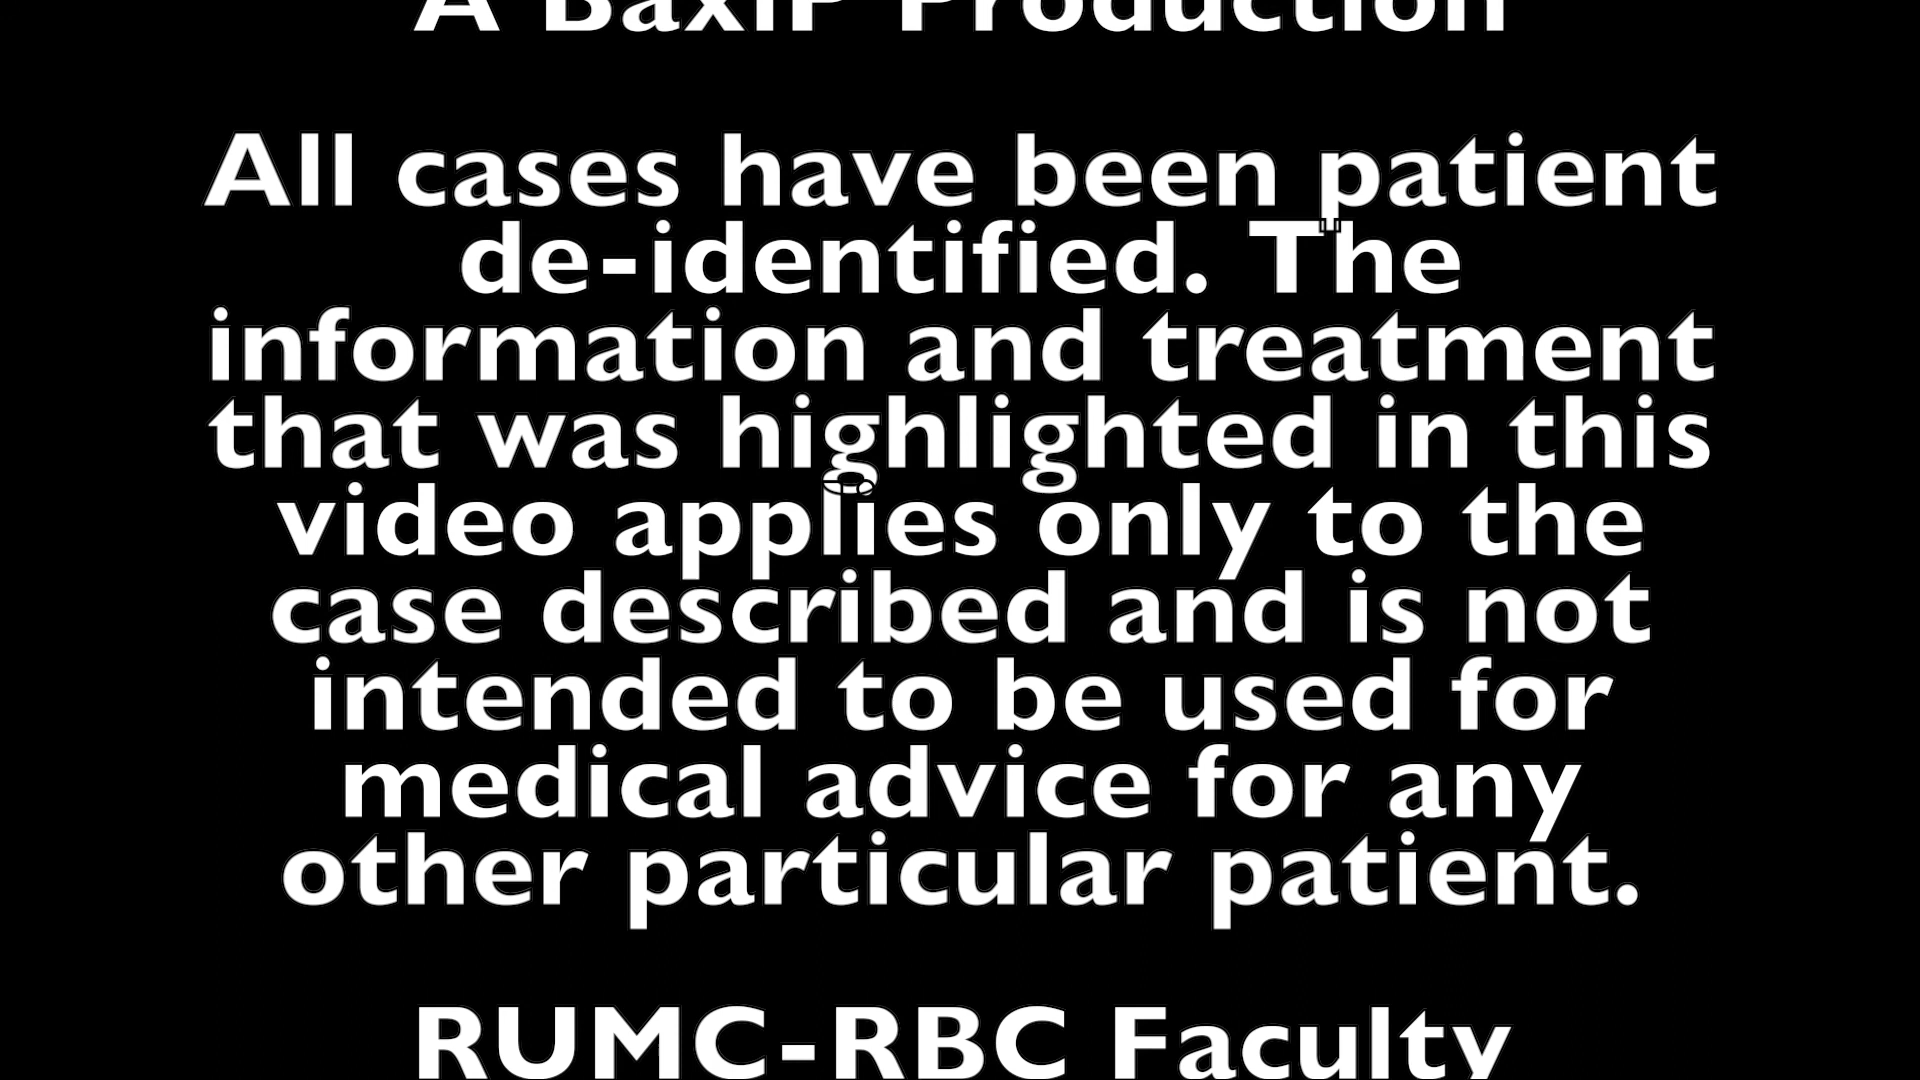 A BaxIP Production
All cases have been patient
de-identified. The
information and treatment
that was highlighted in this
video applies only to the
case described and is not
intended to be used for
medical advice for any
other particular patient.
RUMC-RBC Faculty